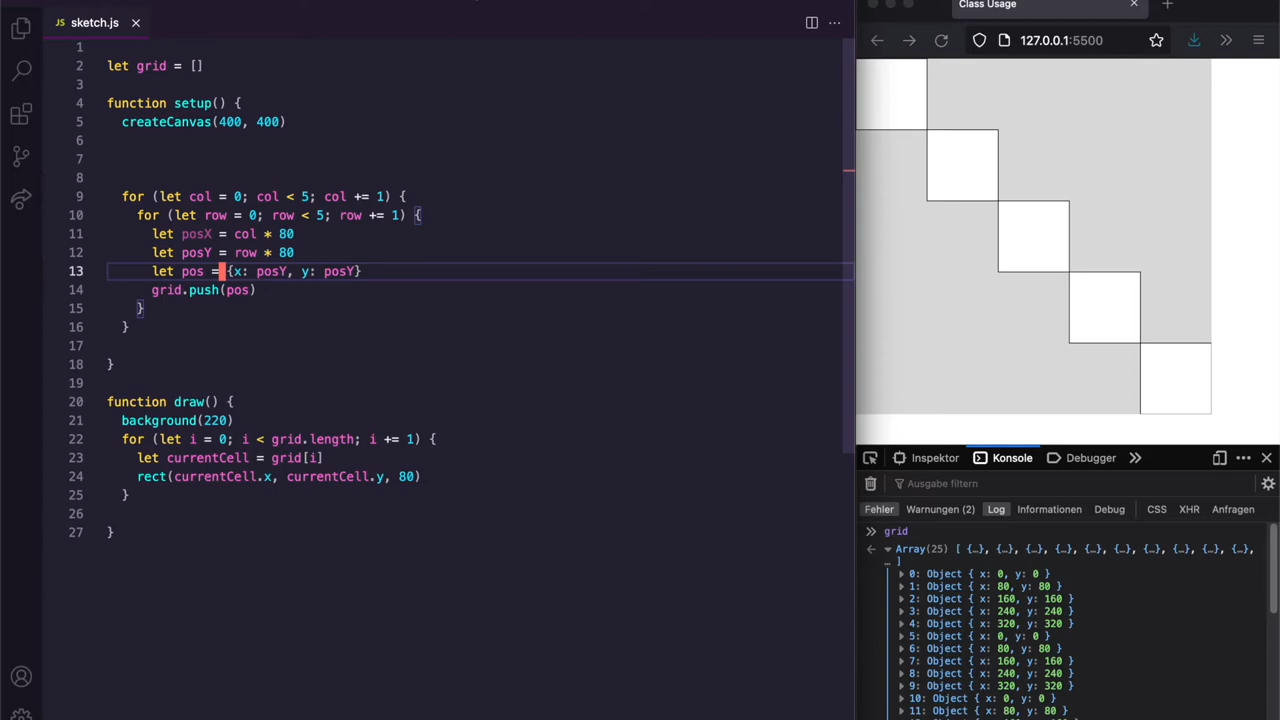 JS sketch.js
1
2 let grid = []
3
4 function setup() {
5 createCanvas(400, 400)
6
7
8
9 for (let col = 0; col < 5; col += 1) {
10 for (let row = 0; row < 5; row += 1) {
11 let posX = col * 80
12 let posY = row * 80
13 let pos = {x: posY, y: posY}
14 grid.push(pos)
15 }
16 }
17
18 }
19
20 function draw() {
21 background(220)
22 for (let i = 0; i < grid.length; i += 1) {
23 let currentCell = grid[i]
24 rect(currentCell.x, currentCell.y, 80)
25 }
26
27 }
Class Usage
127.0.0.1:5500
Inspektor Konsole Debugger
Ausgabe filtern
Fehler Warnungen (2) Log Informationen Debug CSS XHR Anfragen
grid
Array(25) [ {…}, {…}, {…}, {…}, {…}, {…}, {…}, {…}, {…}, {…},
… ]
0: Object { x: 0, y: 0 }
1: Object { x: 80, y: 80 }
2: Object { x: 160, y: 160 }
3: Object { x: 240, y: 240 }
4: Object { x: 320, y: 320 }
5: Object { x: 0, y: 0 }
6: Object { x: 80, y: 80 }
7: Object { x: 160, y: 160 }
8: Object { x: 240, y: 240 }
9: Object { x: 320, y: 320 }
10: Object { x: 0, y: 0 }
11: Object { x: 80, y: 80 }